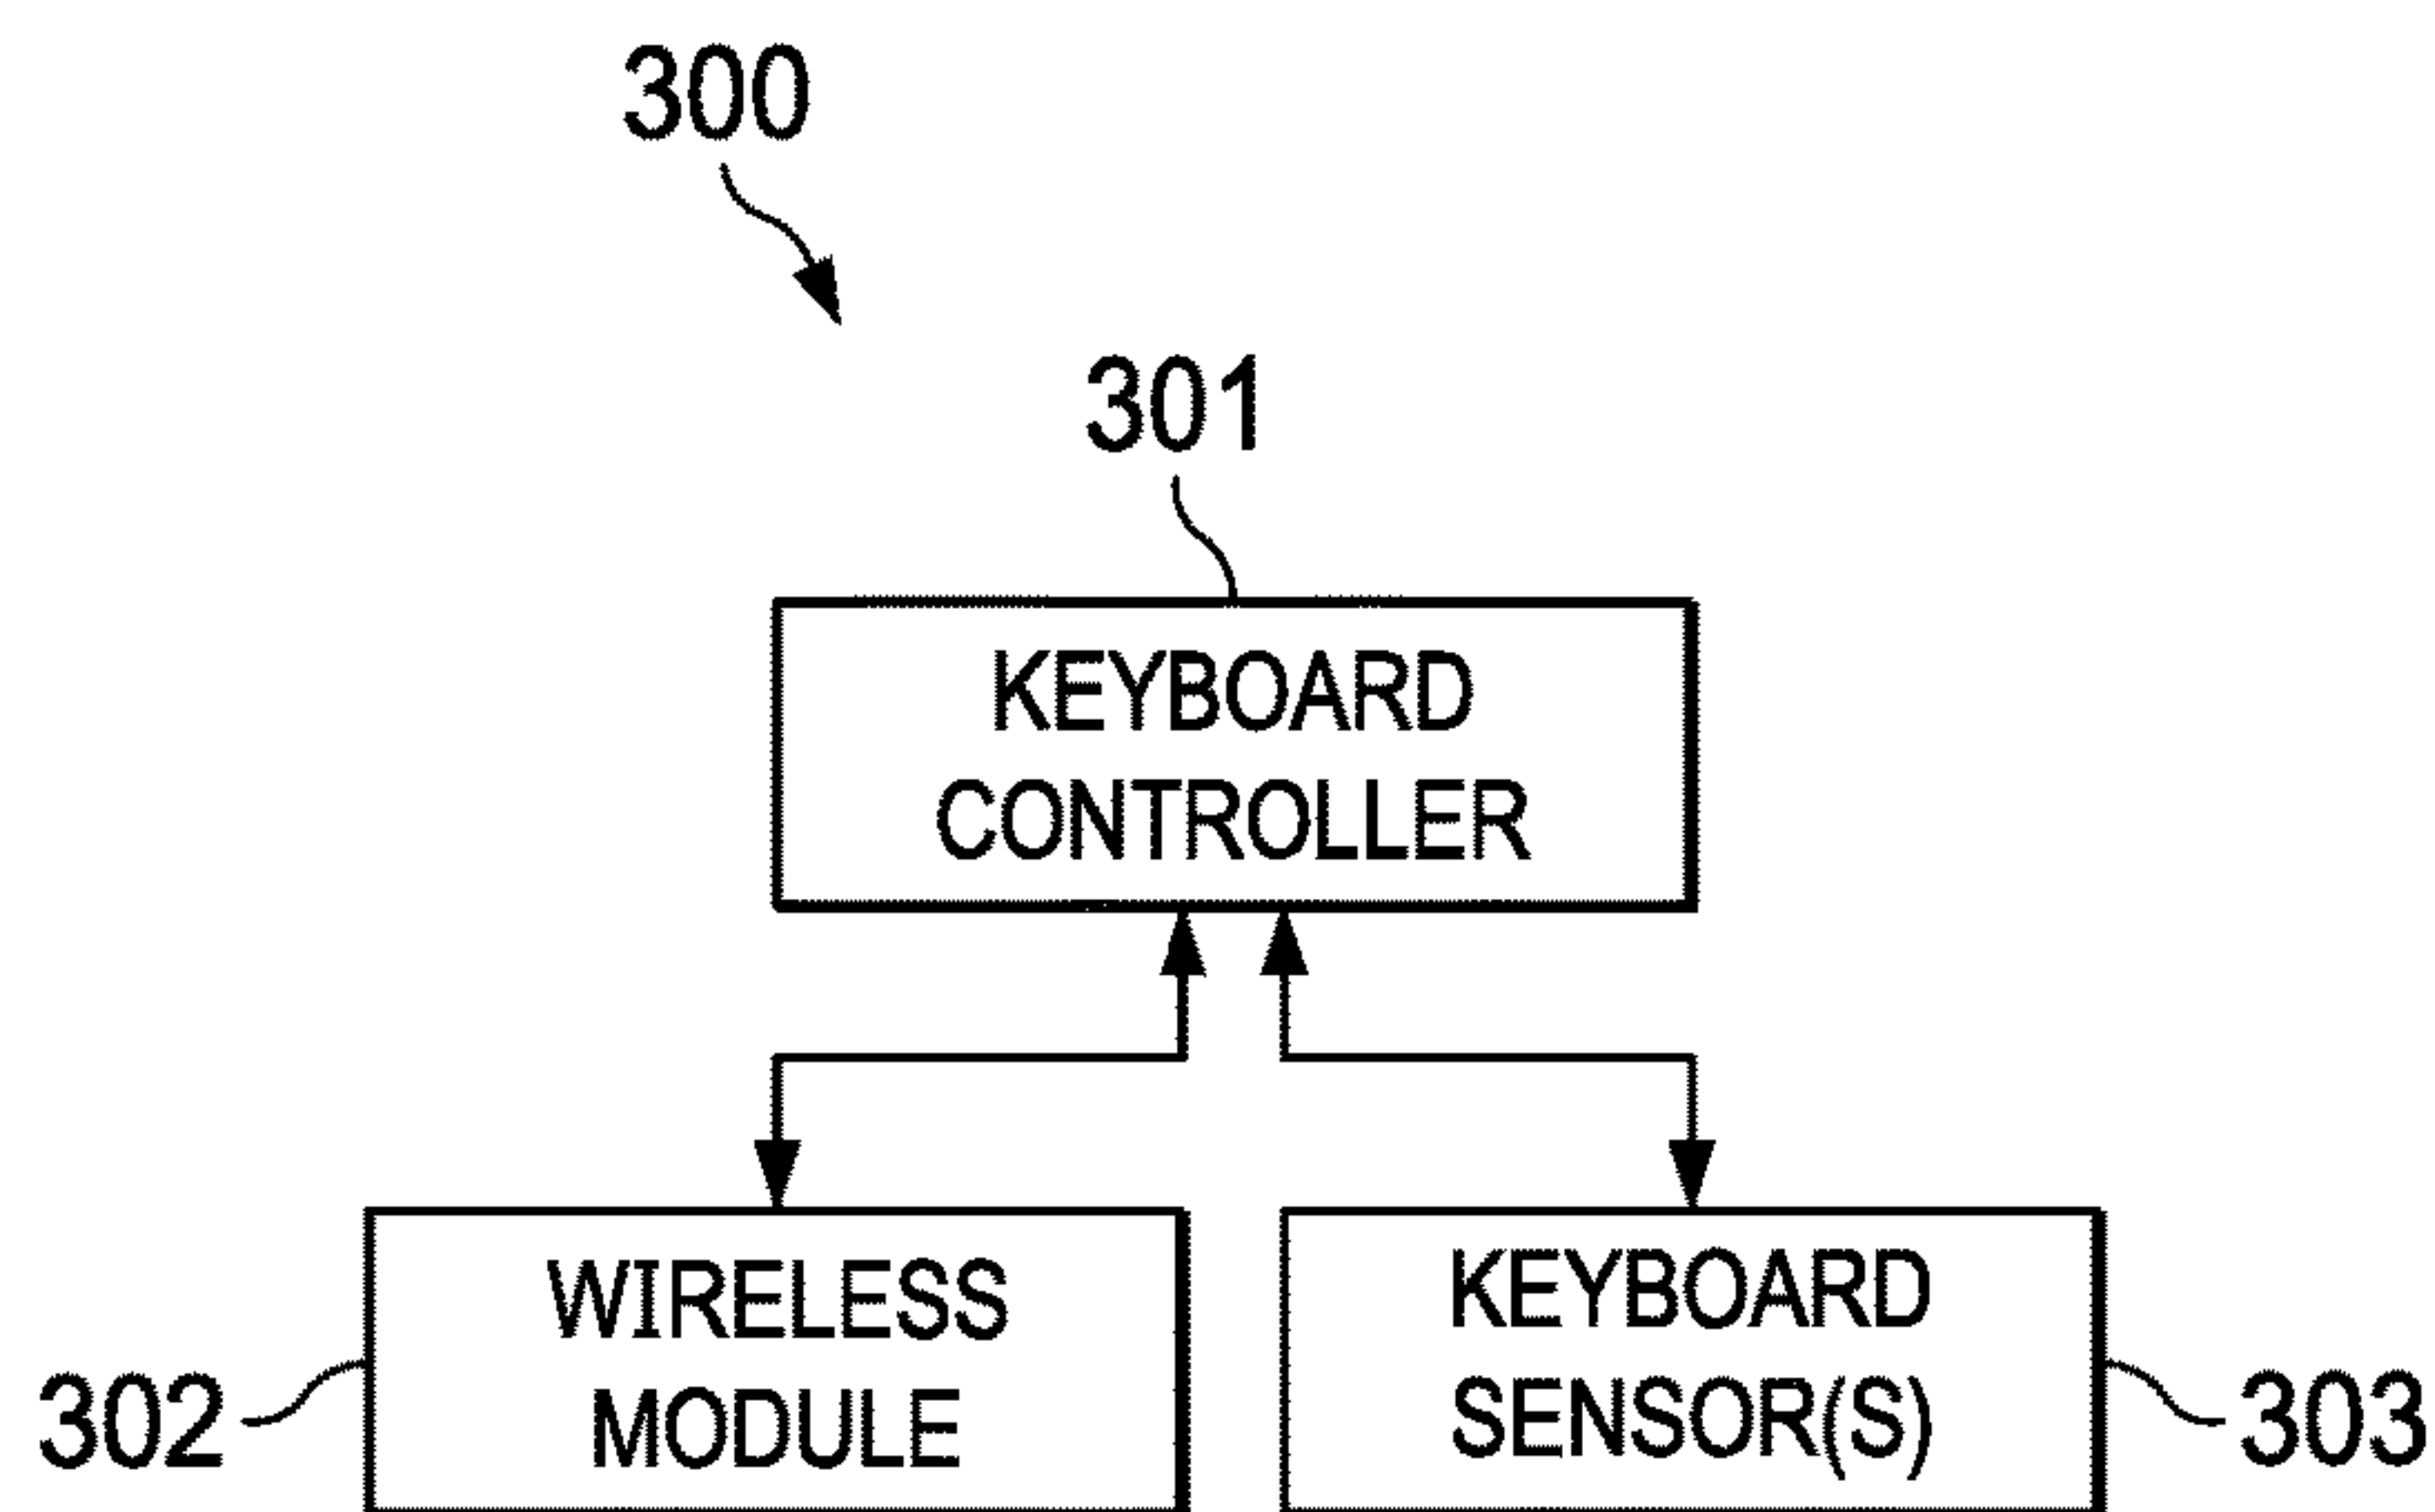 300
301
KEYBOARD
CONTROLLER
WIRELESS
MODULE
302
KEYBOARD
SENSOR(S)
303